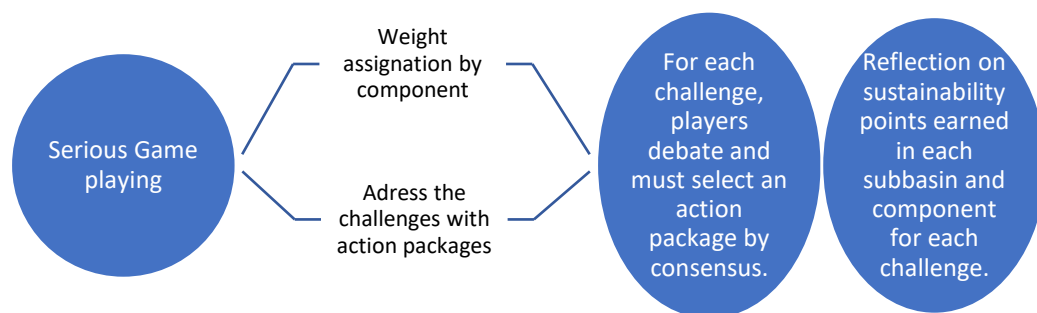 Serious Game
playing
Weight
assignation by
component
Adress the
challenges with
action packages
For each
challenge,
players
debate and
must select an
action
package by
consensus.
Reflection on
sustainability
points earned
in each
subbasin and
component
for each
challenge.